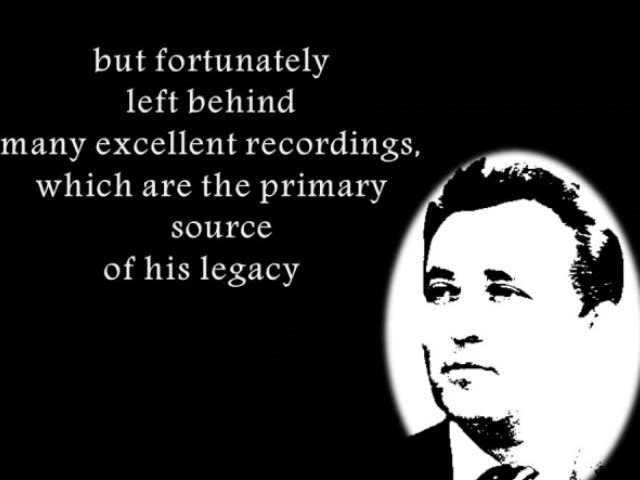 but fortunately
left behind
many excellent recordings,
which are the primary
source
of his legacy